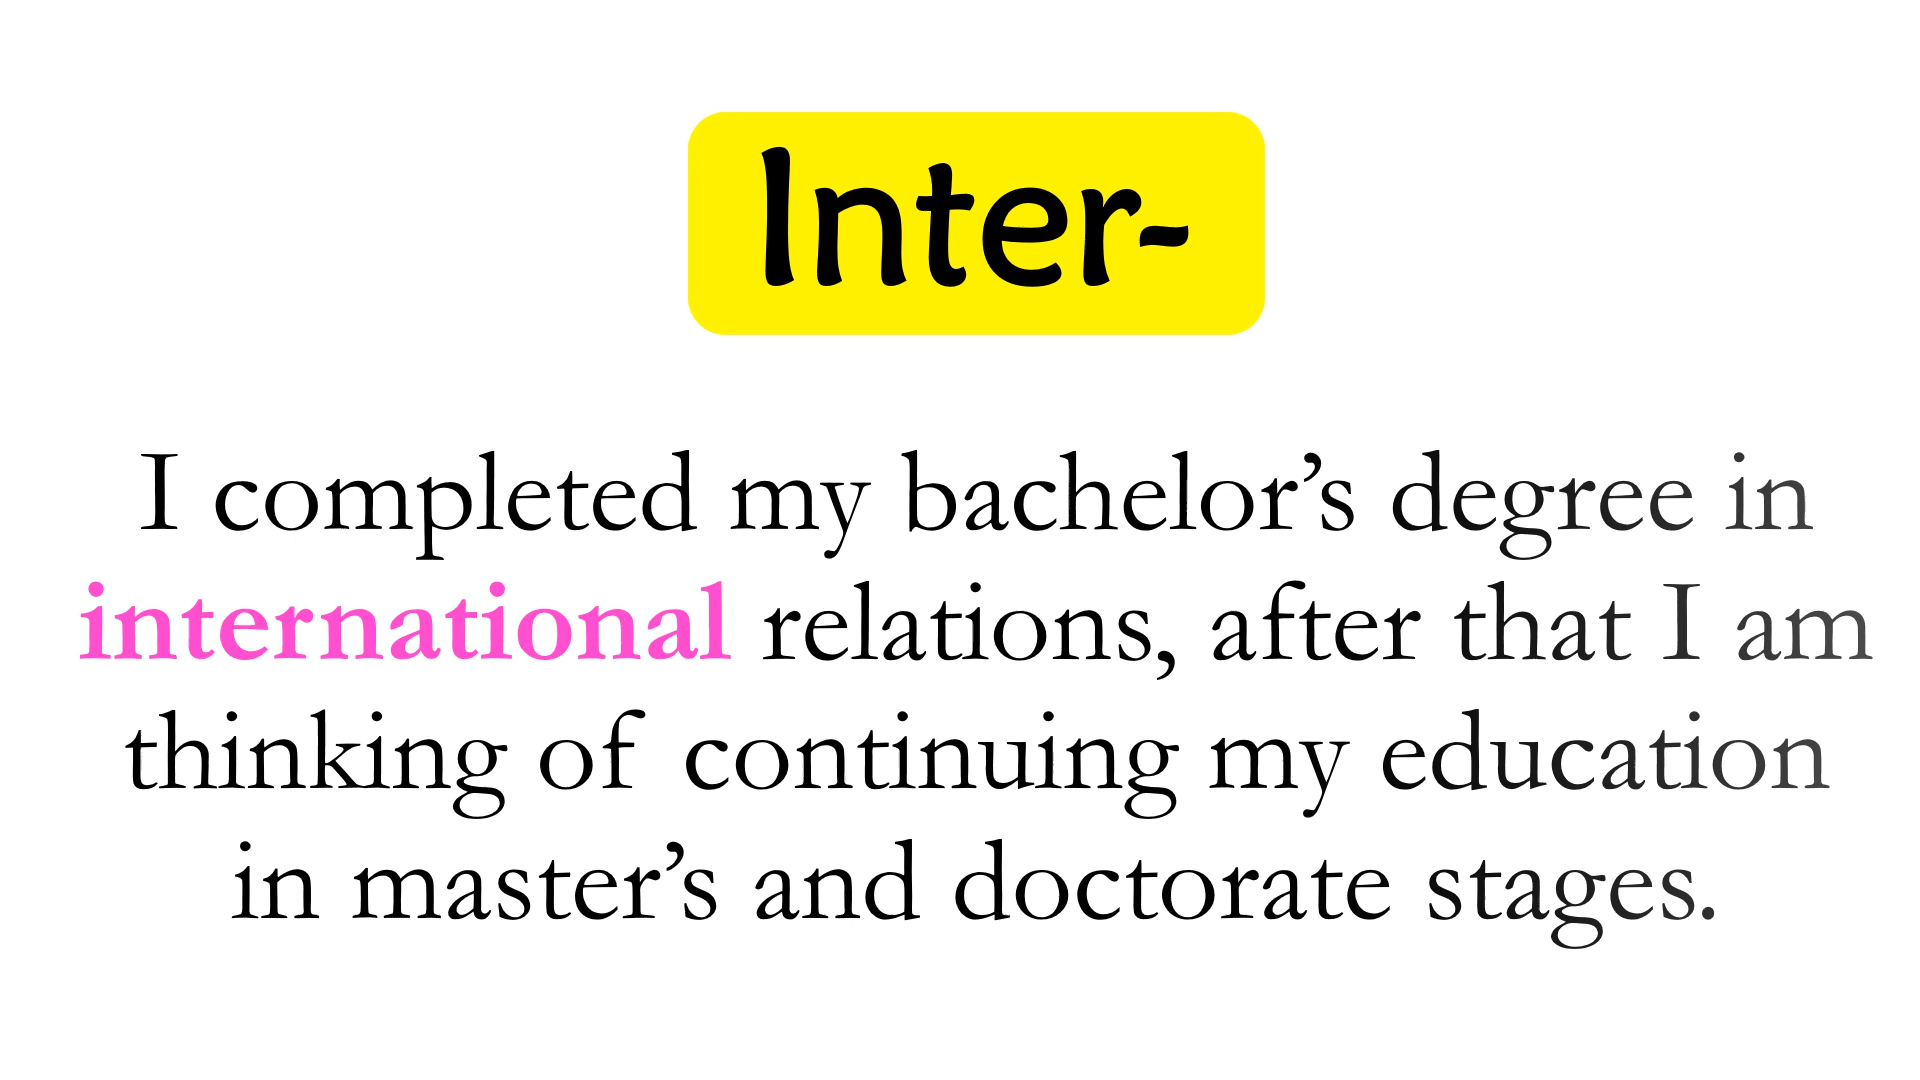 Inter-
I completed my bachelor’s degree in
international relations, after that I am
thinking of continuing my education
in master’s and doctorate stages.